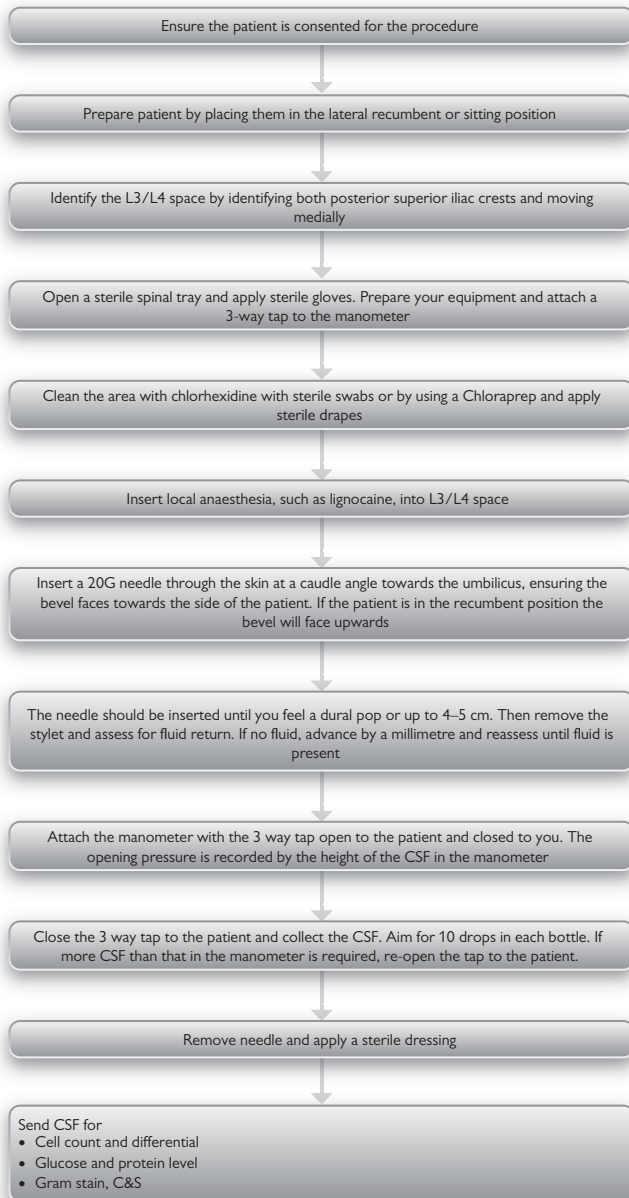 Ensure the patient is consented for the procedure
Prepare patient by placing them in the lateral recumbent or sitting position
Identify the L3/L4 space by identifying both posterior superior iliac crests and moving
medially
Open a sterile spinal tray and apply sterile gloves. Prepare your equipment and attach a
3-way tap to the manometer
Clean the area with chlorhexidine with sterile swabs or by using a Chloraprep and apply
sterile drapes
Insert local anaesthesia, such as lignocaine, into L3/L4 space
Insert a 20G needle through the skin at a caudle angle towards the umbilicus, ensuring the
bevel faces towards the side of the patient. If the patient is in the recumbent position the
bevel will face upwards
The needle should be inserted until you feel a dural pop or up to 4–5 cm. Then remove the
stylet and assess for fluid return. If no fluid, advance by a millimetre and reassess until fluid is
present
Attach the manometer with the 3 way tap open to the patient and closed to you. The
opening pressure is recorded by the height of the CSF in the manometer
Close the 3 way tap to the patient and collect the CSF. Aim for 10 drops in each bottle. If
more CSF than that in the manometer is required, re-open the tap to the patient.
Remove needle and apply a sterile dressing
Send CSF for
• Cell count and differential
• Glucose and protein level
• Gram stain, C&S